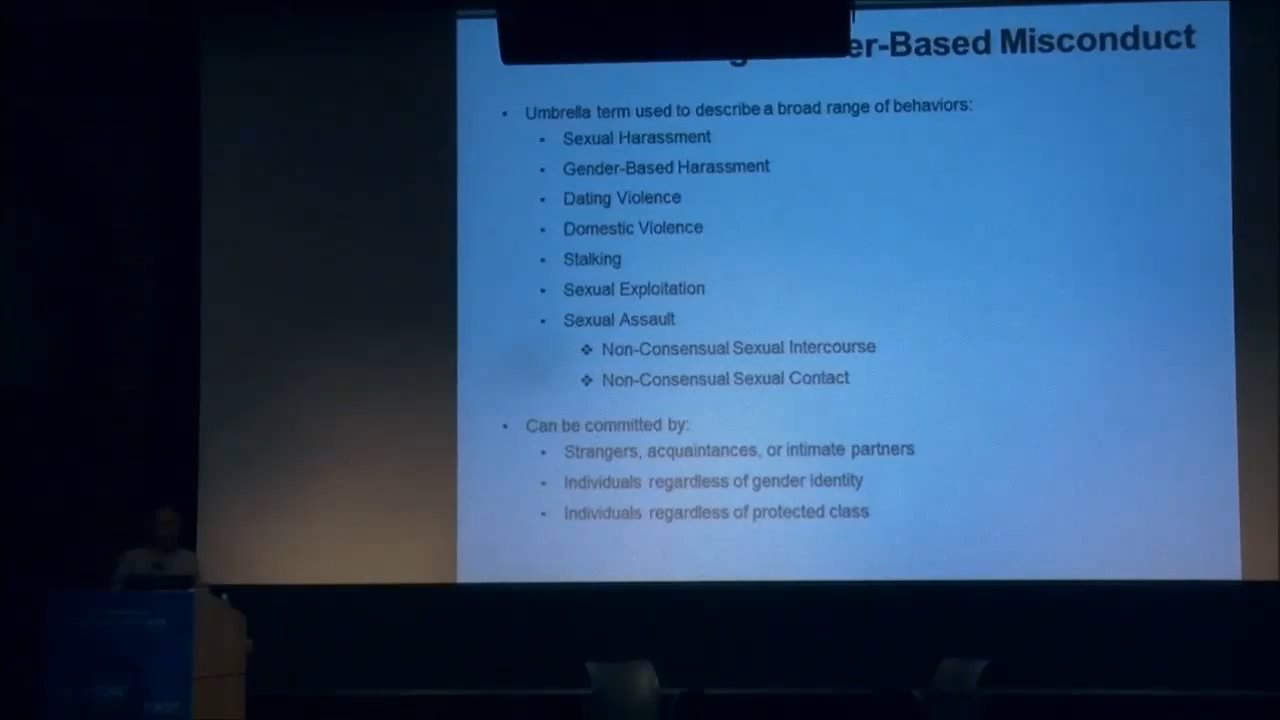 er-Based Misconduct
• Umbrella term used to describe a broad range of behaviors:
• Sexual Harassment
• Gender-Based Harassment
• Dating Violence
• Domestic Violence
• Stalking
• Sexual Exploitation
• Sexual Assault
❖ Non-Consensual Sexual Intercourse
❖ Non-Consensual Sexual Contact
• Can be committed by:
• Strangers, acquaintances, or intimate partners
• Individuals regardless of gender identity
• Individuals regardless of protected class